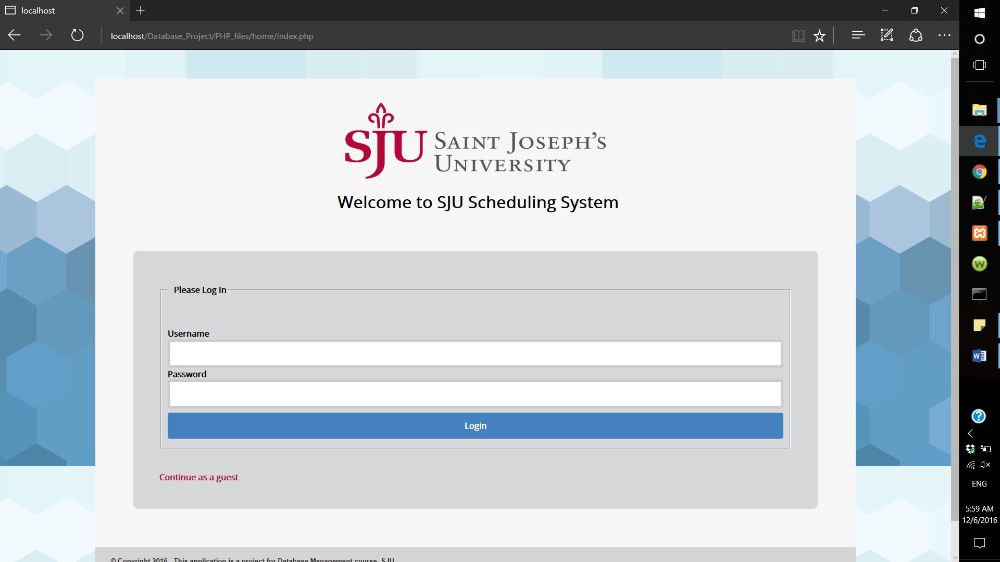 localhost
localhost/Database_Project/PHP_files/home/index.php
SJU SAINT JOSEPH'S
UNIVERSITY
Welcome to SJU Scheduling System
Please Log In
Username
Password
Login
Continue as a guest
© Copyright 2016 This application is a project for Database Management course, SJU
ENG
5:59 AM
12/6/2016